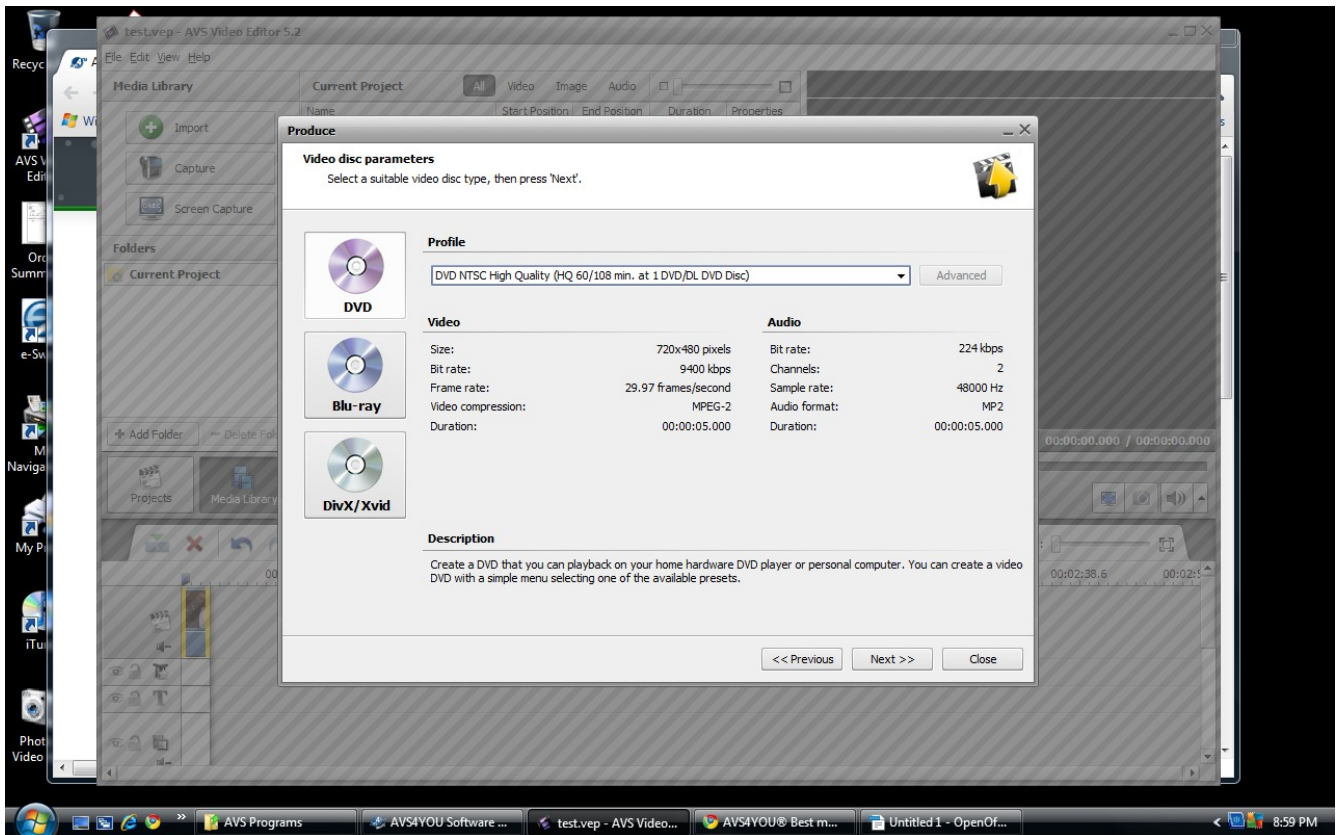 test.vep - AVS Video Editor 5.2
File Edit View Help
Media Library
Current Project
All Video Image Audio
Name Start Position End Position Duration Properties
Import
Capture
Screen Capture
Folders
Current Project
+ Add Folder
Projects
Media Library
00:00:00.000 / 00:00:00.000
00:02:38.6
Produce
Video disc parameters
Select a suitable video disc type, then press 'Next'.
DVD
Blu-ray
DivX/Xvid
Profile
DVD NTSC High Quality (HQ 60/108 min. at 1 DVD/DL DVD Disc)
Advanced
Video
Size: 720x480 pixels
Bit rate: 9400 kbps
Frame rate: 29.97 frames/second
Video compression: MPEG-2
Duration: 00:00:05.000
Audio
Bit rate: 224 kbps
Channels: 2
Sample rate: 48000 Hz
Audio format: MP2
Duration: 00:00:05.000
Description
Create a DVD that you can playback on your home hardware DVD player or personal computer. You can create a video
DVD with a simple menu selecting one of the available presets.
<< Previous
Next >>
Close
AVS Programs
AVS4YOU Software ...
test.vep - AVS Video...
AVS4YOU® Best m...
Untitled 1 - OpenOf...
8:59 PM